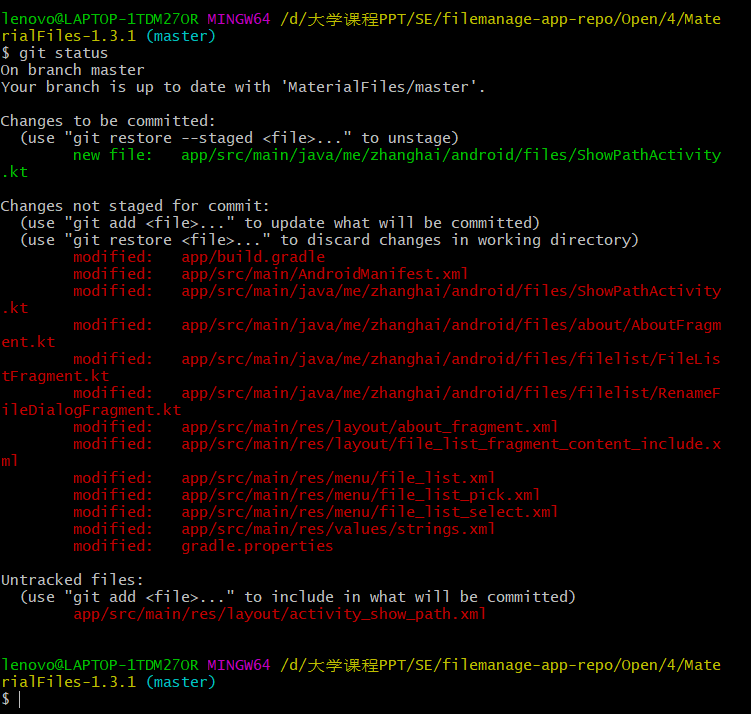 lenovo@LAPTOP-1TDM27OR MINGW64 /d/大学课程PPT/SE/filemanage-app-repo/Open/4/Mate
rialFiles-1.3.1 (master)
$ git status
On branch master
Your branch is up to date with 'MaterialFiles/master'.
Changes to be committed:
  (use "git restore --staged <file>..." to unstage)
        new file:   app/src/main/java/me/zhanghai/android/files/ShowPathActivity
.kt
Changes not staged for commit:
  (use "git add <file>..." to update what will be committed)
  (use "git restore <file>..." to discard changes in working directory)
        modified:   app/build.gradle
        modified:   app/src/main/AndroidManifest.xml
        modified:   app/src/main/java/me/zhanghai/android/files/ShowPathActivity
.kt
        modified:   app/src/main/java/me/zhanghai/android/files/about/AboutFragm
ent.kt
        modified:   app/src/main/java/me/zhanghai/android/files/filelist/FileLis
tFragment.kt
        modified:   app/src/main/java/me/zhanghai/android/files/filelist/RenameF
ileDialogFragment.kt
        modified:   app/src/main/res/layout/about_fragment.xml
        modified:   app/src/main/res/layout/file_list_fragment_content_include.x
ml
        modified:   app/src/main/res/menu/file_list.xml
        modified:   app/src/main/res/menu/file_list_pick.xml
        modified:   app/src/main/res/menu/file_list_select.xml
        modified:   app/src/main/res/values/strings.xml
        modified:   gradle.properties
Untracked files:
  (use "git add <file>..." to include in what will be committed)
        app/src/main/res/layout/activity_show_path.xml
lenovo@LAPTOP-1TDM27OR MINGW64 /d/大学课程PPT/SE/filemanage-app-repo/Open/4/Mate
rialFiles-1.3.1 (master)
$